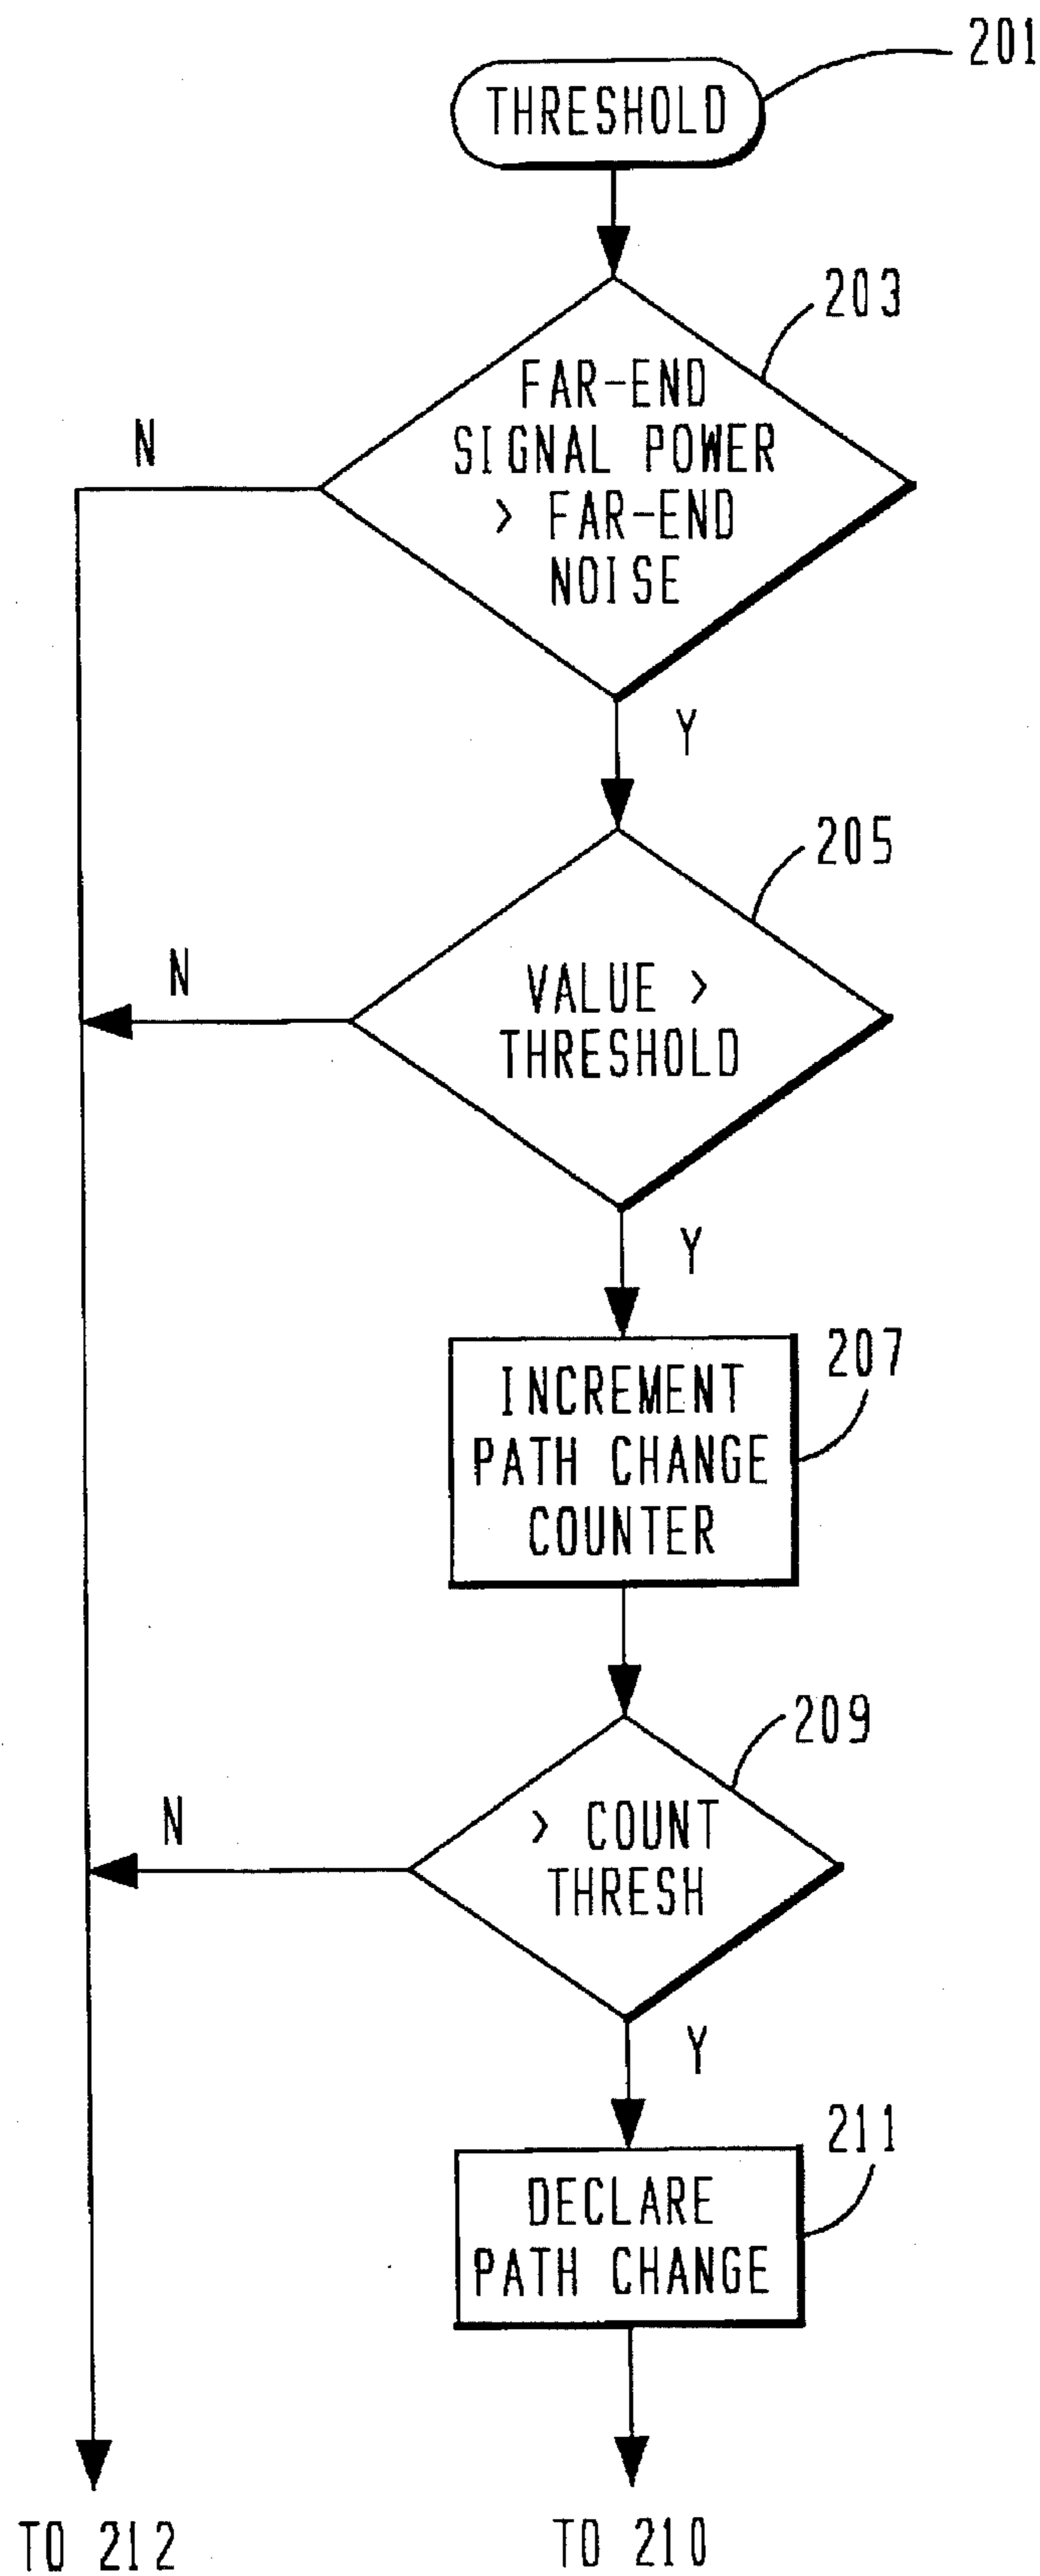 201
THRESHOLD
203
FAR-END
SIGNAL POWER
> FAR-END
NOISE
N
Y
205
VALUE >
THRESHOLD
N
Y
207
INCREMENT
PATH CHANGE
COUNTER
209
> COUNT
THRESH
N
Y
211
DECLARE
PATH CHANGE
TO 212
TO 210